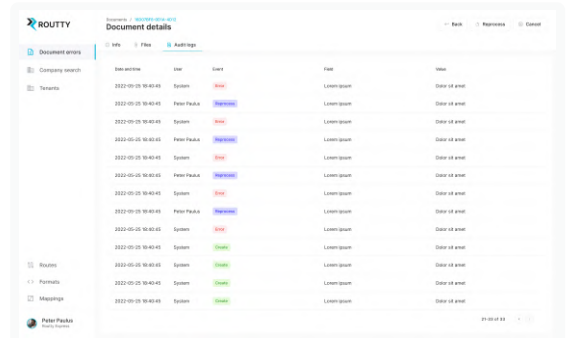 ROUTTY
Documents /
Document details
Back
Reprocess
Cancel
Info
Files
Audit logs
Document errors
Company search
Tenants
Date and time User Event Field Value
2022-05-25 18:40:45 System Error Lorem ipsum Dolor sit amet
2022-05-25 18:40:45 Peter Paulus Reprocess Lorem ipsum Dolor sit amet
2022-05-25 18:40:45 System Error Lorem ipsum Dolor sit amet
2022-05-25 18:40:45 Peter Paulus Reprocess Lorem ipsum Dolor sit amet
2022-05-25 18:40:45 System Error Lorem ipsum Dolor sit amet
2022-05-25 18:40:45 Peter Paulus Reprocess Lorem ipsum Dolor sit amet
2022-05-25 18:40:45 System Error Lorem ipsum Dolor sit amet
2022-05-25 18:40:45 Peter Paulus Reprocess Lorem ipsum Dolor sit amet
2022-05-25 18:40:45 System Error Lorem ipsum Dolor sit amet
2022-05-25 18:40:45 System Create Lorem ipsum Dolor sit amet
2022-05-25 18:40:45 System Create Lorem ipsum Dolor sit amet
2022-05-25 18:40:45 System Create Lorem ipsum Dolor sit amet
2022-05-25 18:40:45 System Create Lorem ipsum Dolor sit amet
Routes
Formats
Mappings
Peter Paulus
21-33 of 33